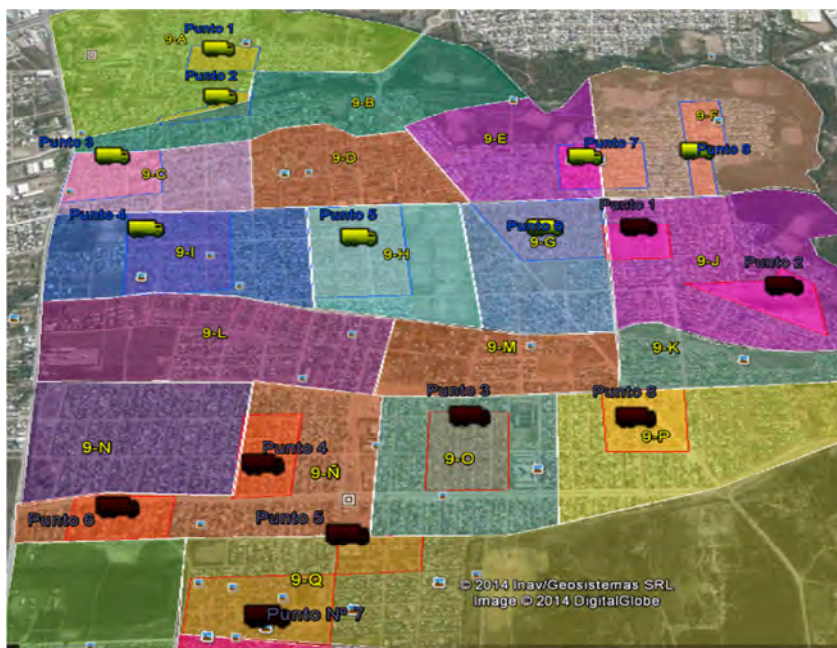 Punto 1
9-A
Punto 2
9-B
9-E
9-F
Punto 3
9-D
Punto 7
Punto 8
9-C
Punto 4
Punto 5
Punto 6
Punto 1
9-I
9-H
9-G
9-J
Punto 2
9-L
9-M
9-K
Punto 3
Punto 8
9-N
Punto 4
9-Ñ
9-O
9-P
Punto 6
Punto 5
9-Q
© 2014 Inav/Geosistemas SRL
Image © 2014 DigitalGlobe
Punto Nº 7